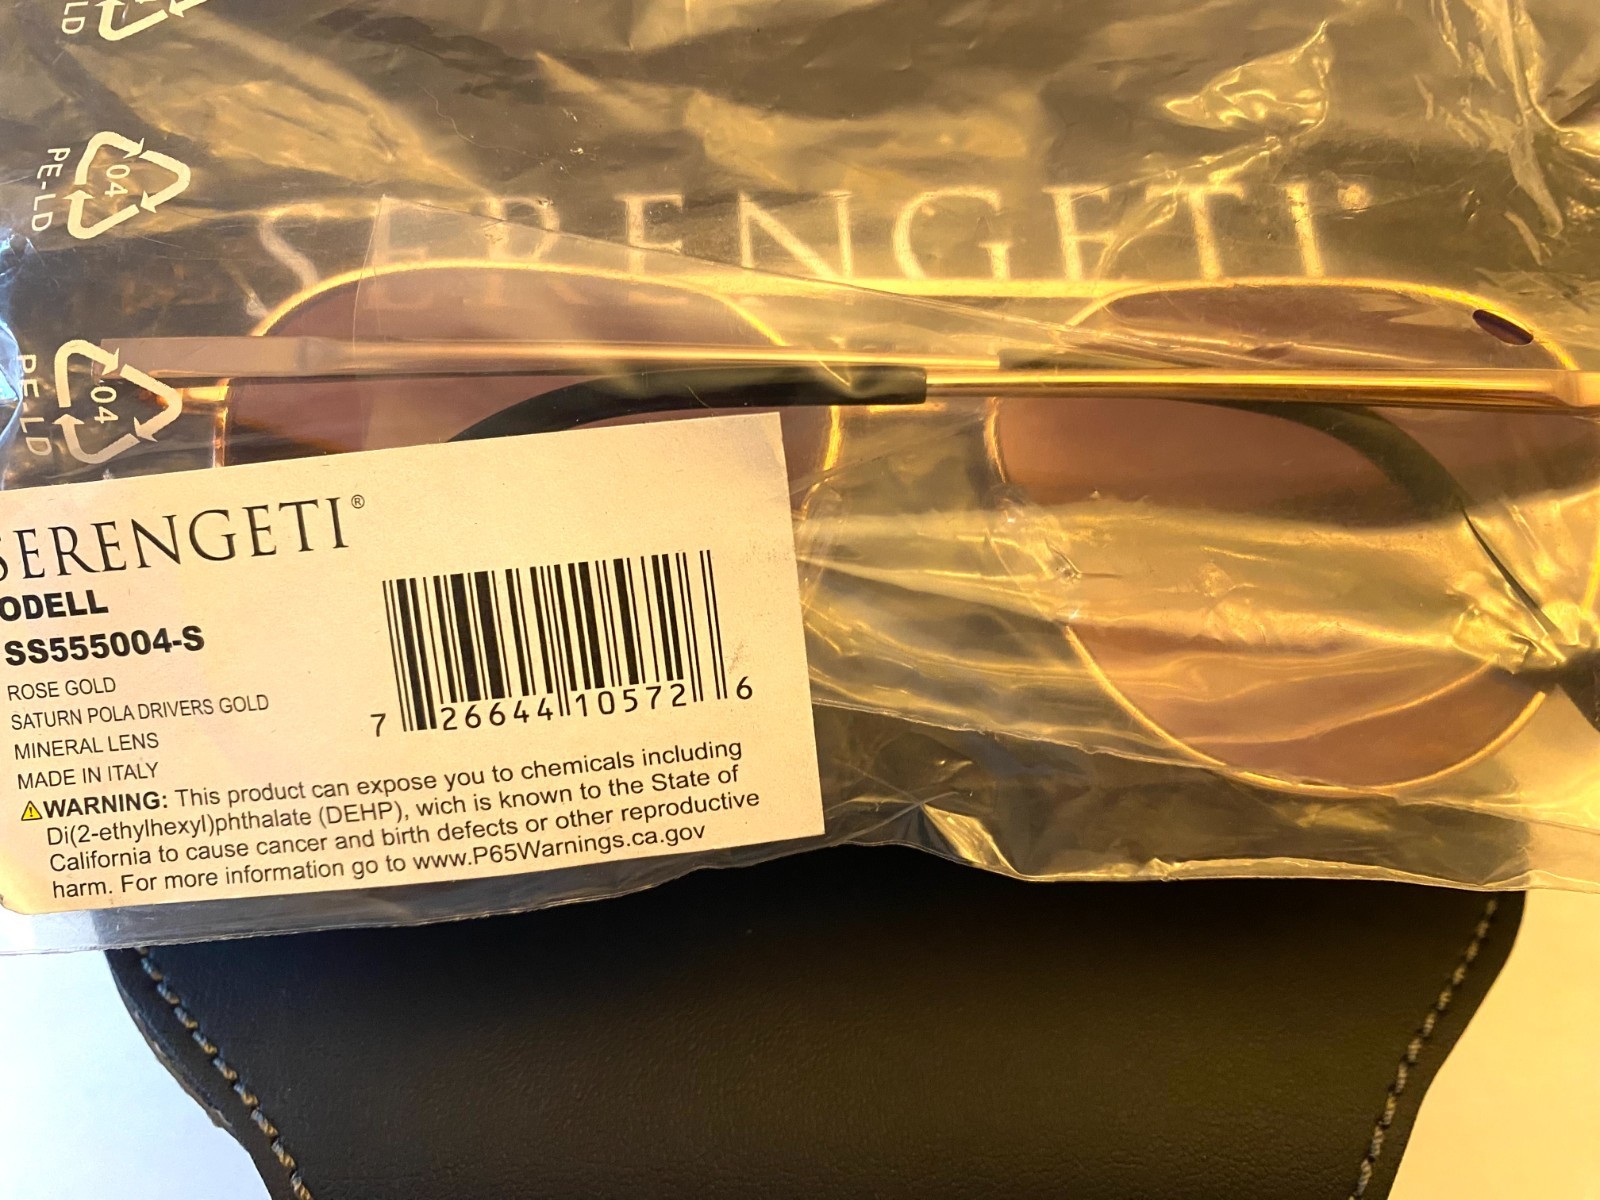 LD
04
PE-LD
SERENGETI
04
PE-LD
SERENGETI®
ODELL
SS555004-S
ROSE GOLD
SATURN POLA DRIVERS GOLD
MINERAL LENS
MADE IN ITALY
7 26644 10572 6
WARNING: This product can expose you to chemicals including
Di(2-ethylhexyl)phthalate (DEHP), wich is known to the State of
California to cause cancer and birth defects or other reproductive
harm. For more information go to www.P65Warnings.ca.gov